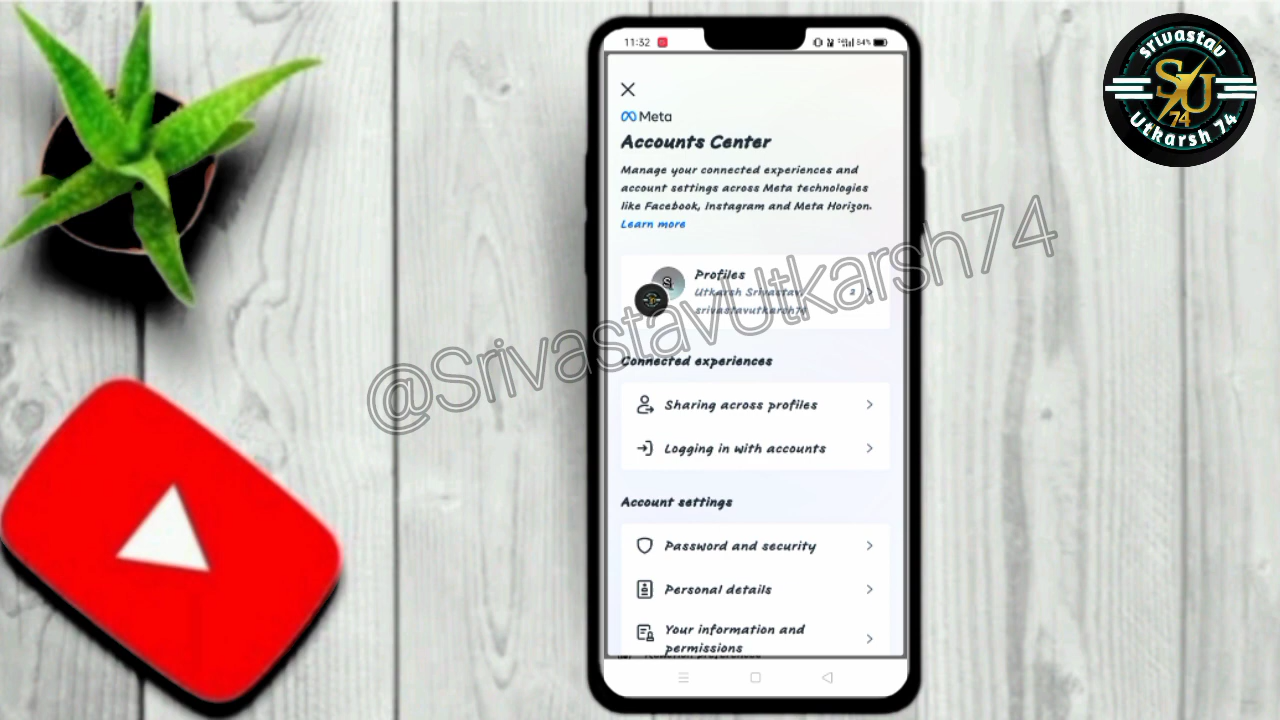 11:32
64%
srivastav
SU
74
Utkarsh 74
Meta
Accounts Center
Manage your connected experiences and
account settings across Meta technologies
like Facebook, Instagram and Meta Horizon.
Learn more
Profiles
Utkarsh Srivastav
2
srivastavutkarsh74
@SrivastavUtkarsh74
Connected experiences
Sharing across profiles
Logging in with accounts
Account settings
Password and security
Personal details
Your information and
permissions